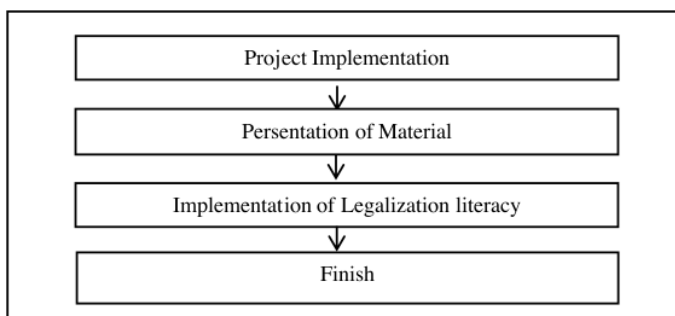 Project Implementation
Persentation of Material
Implementation of Legalization literacy
Finish